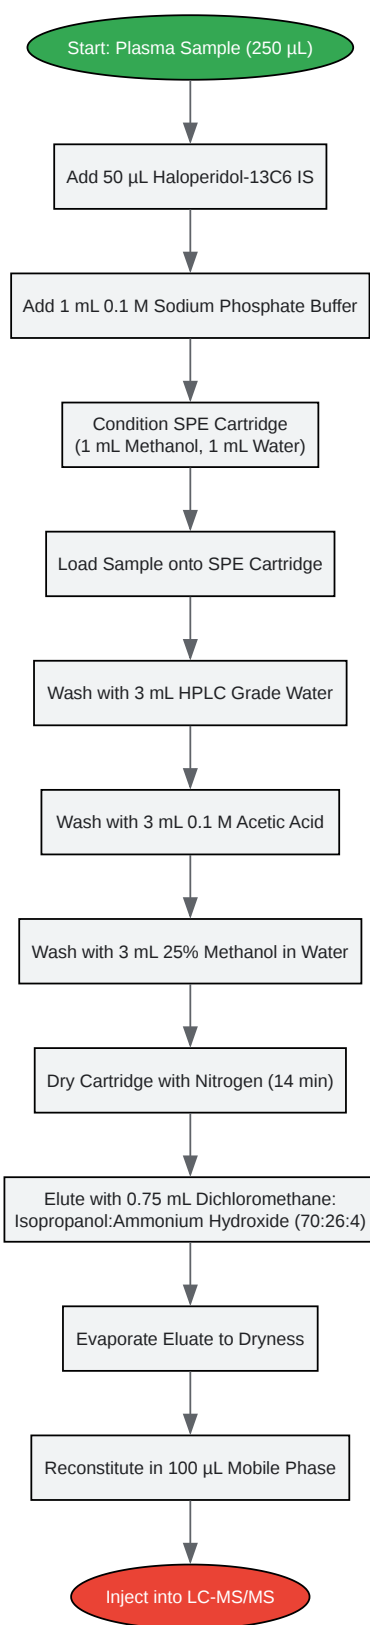 Start: Plasma Sample (250 µL)
Add 50 µL Haloperidol-13C6 IS
Add 1 mL 0.1 M Sodium Phosphate Buffer
Condition SPE Cartridge
(1 mL Methanol, 1 mL Water)
Load Sample onto SPE Cartridge
Wash with 3 mL HPLC Grade Water
Wash with 3 mL 0.1 M Acetic Acid
Wash with 3 mL 25% Methanol in Water
Dry Cartridge with Nitrogen (14 min)
Elute with 0.75 mL Dichloromethane:
Isopropanol:Ammonium Hydroxide (70:26:4)
Evaporate Eluate to Dryness
Reconstitute in 100 µL Mobile Phase
Inject into LC-MS/MS